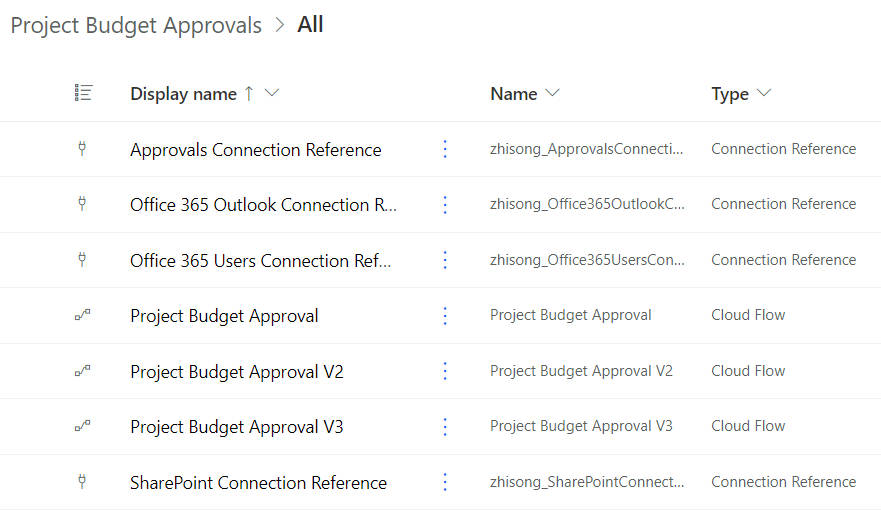 Project Budget Approvals > All
Display name ↑ Name Type
Approvals Connection Reference zhisong_ApprovalsConnecti... Connection Reference
Office 365 Outlook Connection R... zhisong_Office365OutlookC... Connection Reference
Office 365 Users Connection Ref... zhisong_Office365UsersCon... Connection Reference
Project Budget Approval Project Budget Approval Cloud Flow
Project Budget Approval V2 Project Budget Approval V2 Cloud Flow
Project Budget Approval V3 Project Budget Approval V3 Cloud Flow
SharePoint Connection Reference zhisong_SharePointConnect... Connection Reference